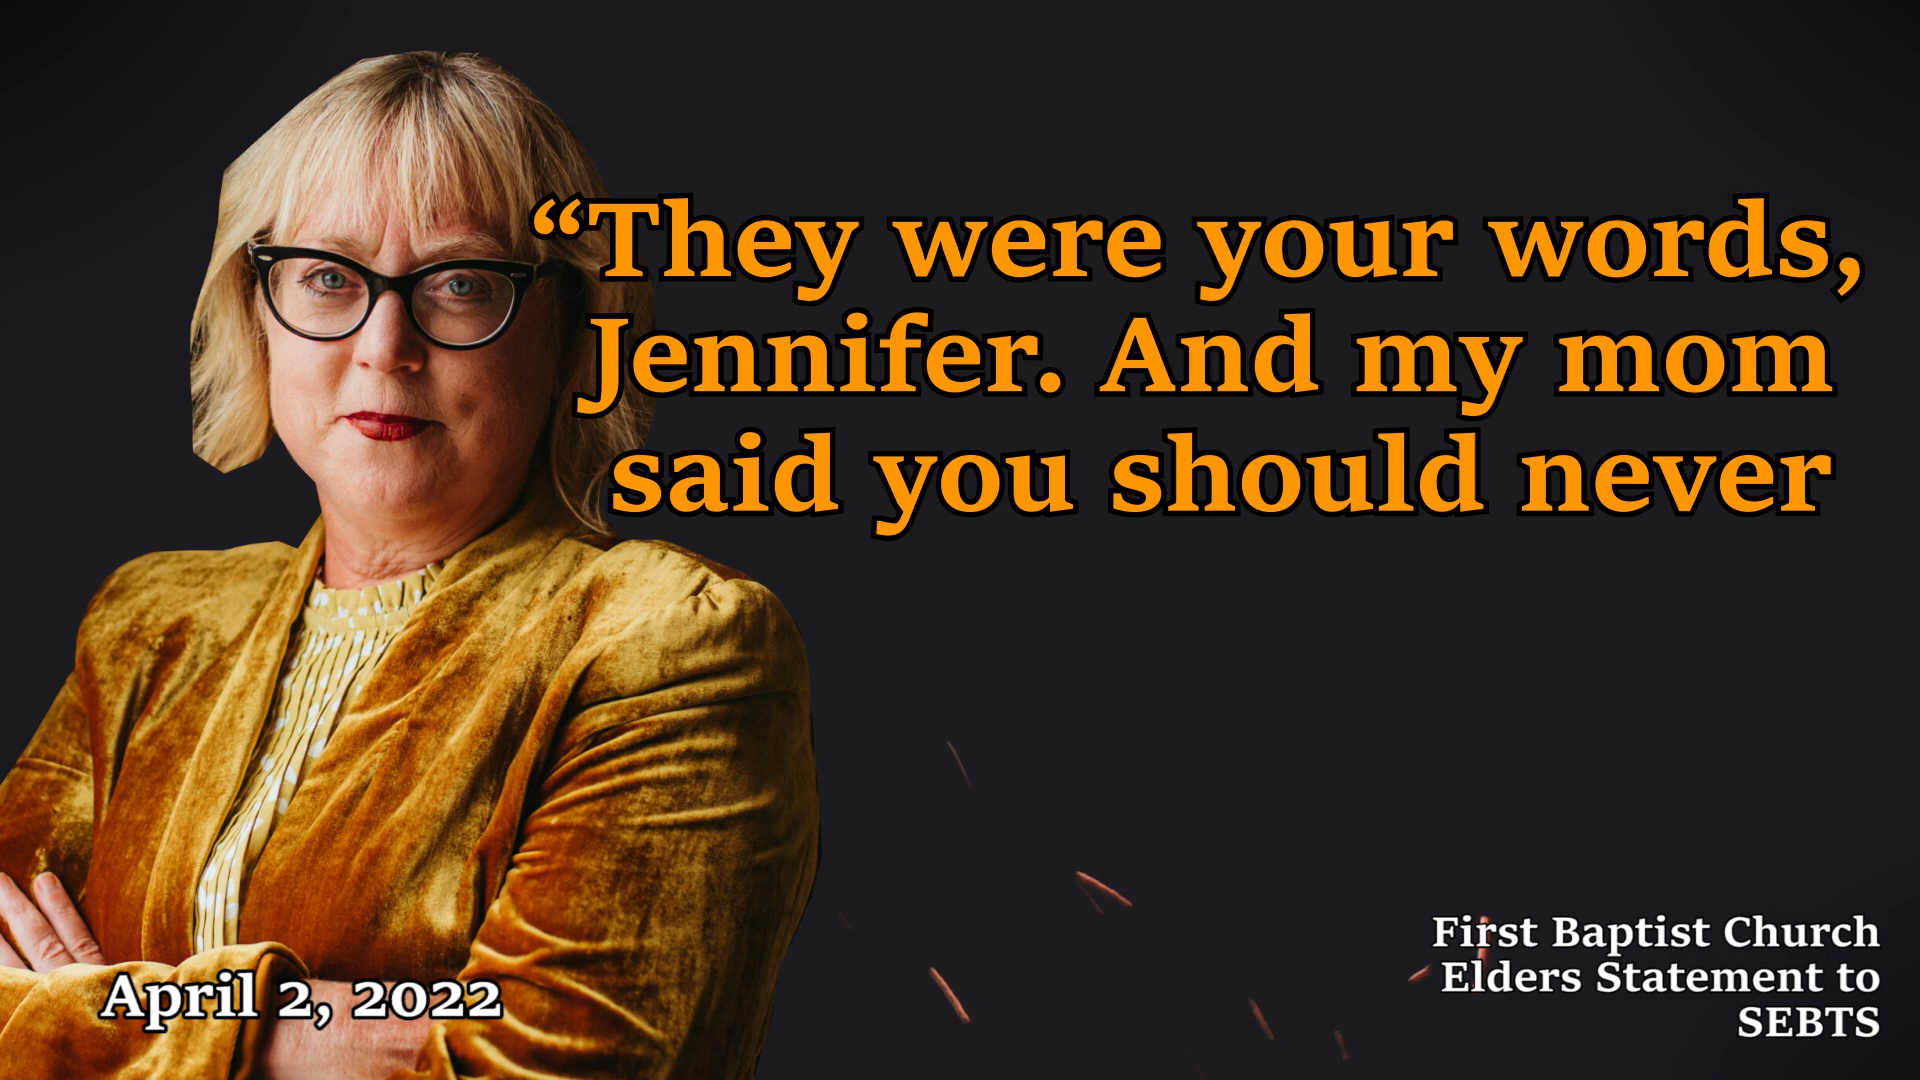 “They were your words,
Jennifer. And my mom
said you should never
April 2, 2022
First Baptist Church
Elders Statement to
SEBTS